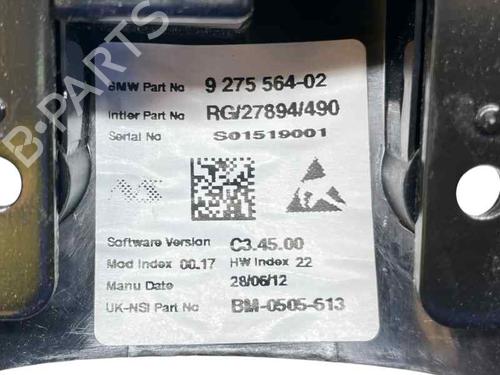 BMW Part No 9 275 564-02
Intier Part No RG/27894/490
Serial No S01519001
Software Version C3.45.00
Mod Index 00.17 HW Index 22
Manu Date 28/06/12
UK-NSI Part No BM-0505-613